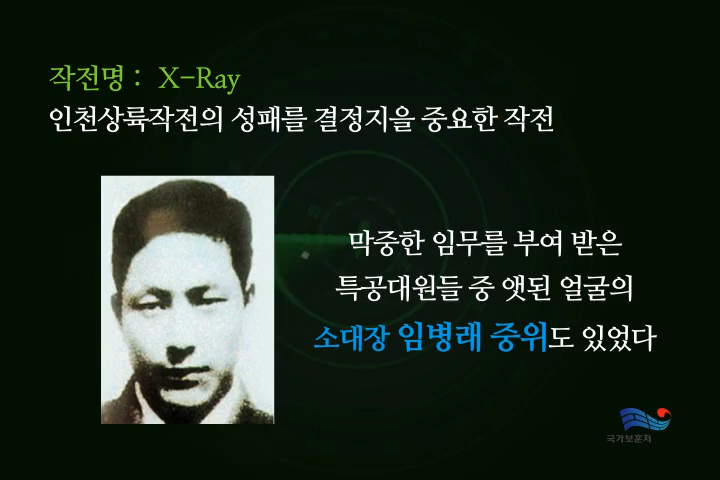 작전명 : X-Ray
인천상륙작전의 성패를 결정지을 중요한 작전
막중한 임무를 부여 받은
특공대원들 중 앳된 얼굴의
소대장 임병래 중위도 있었다
국가보훈처